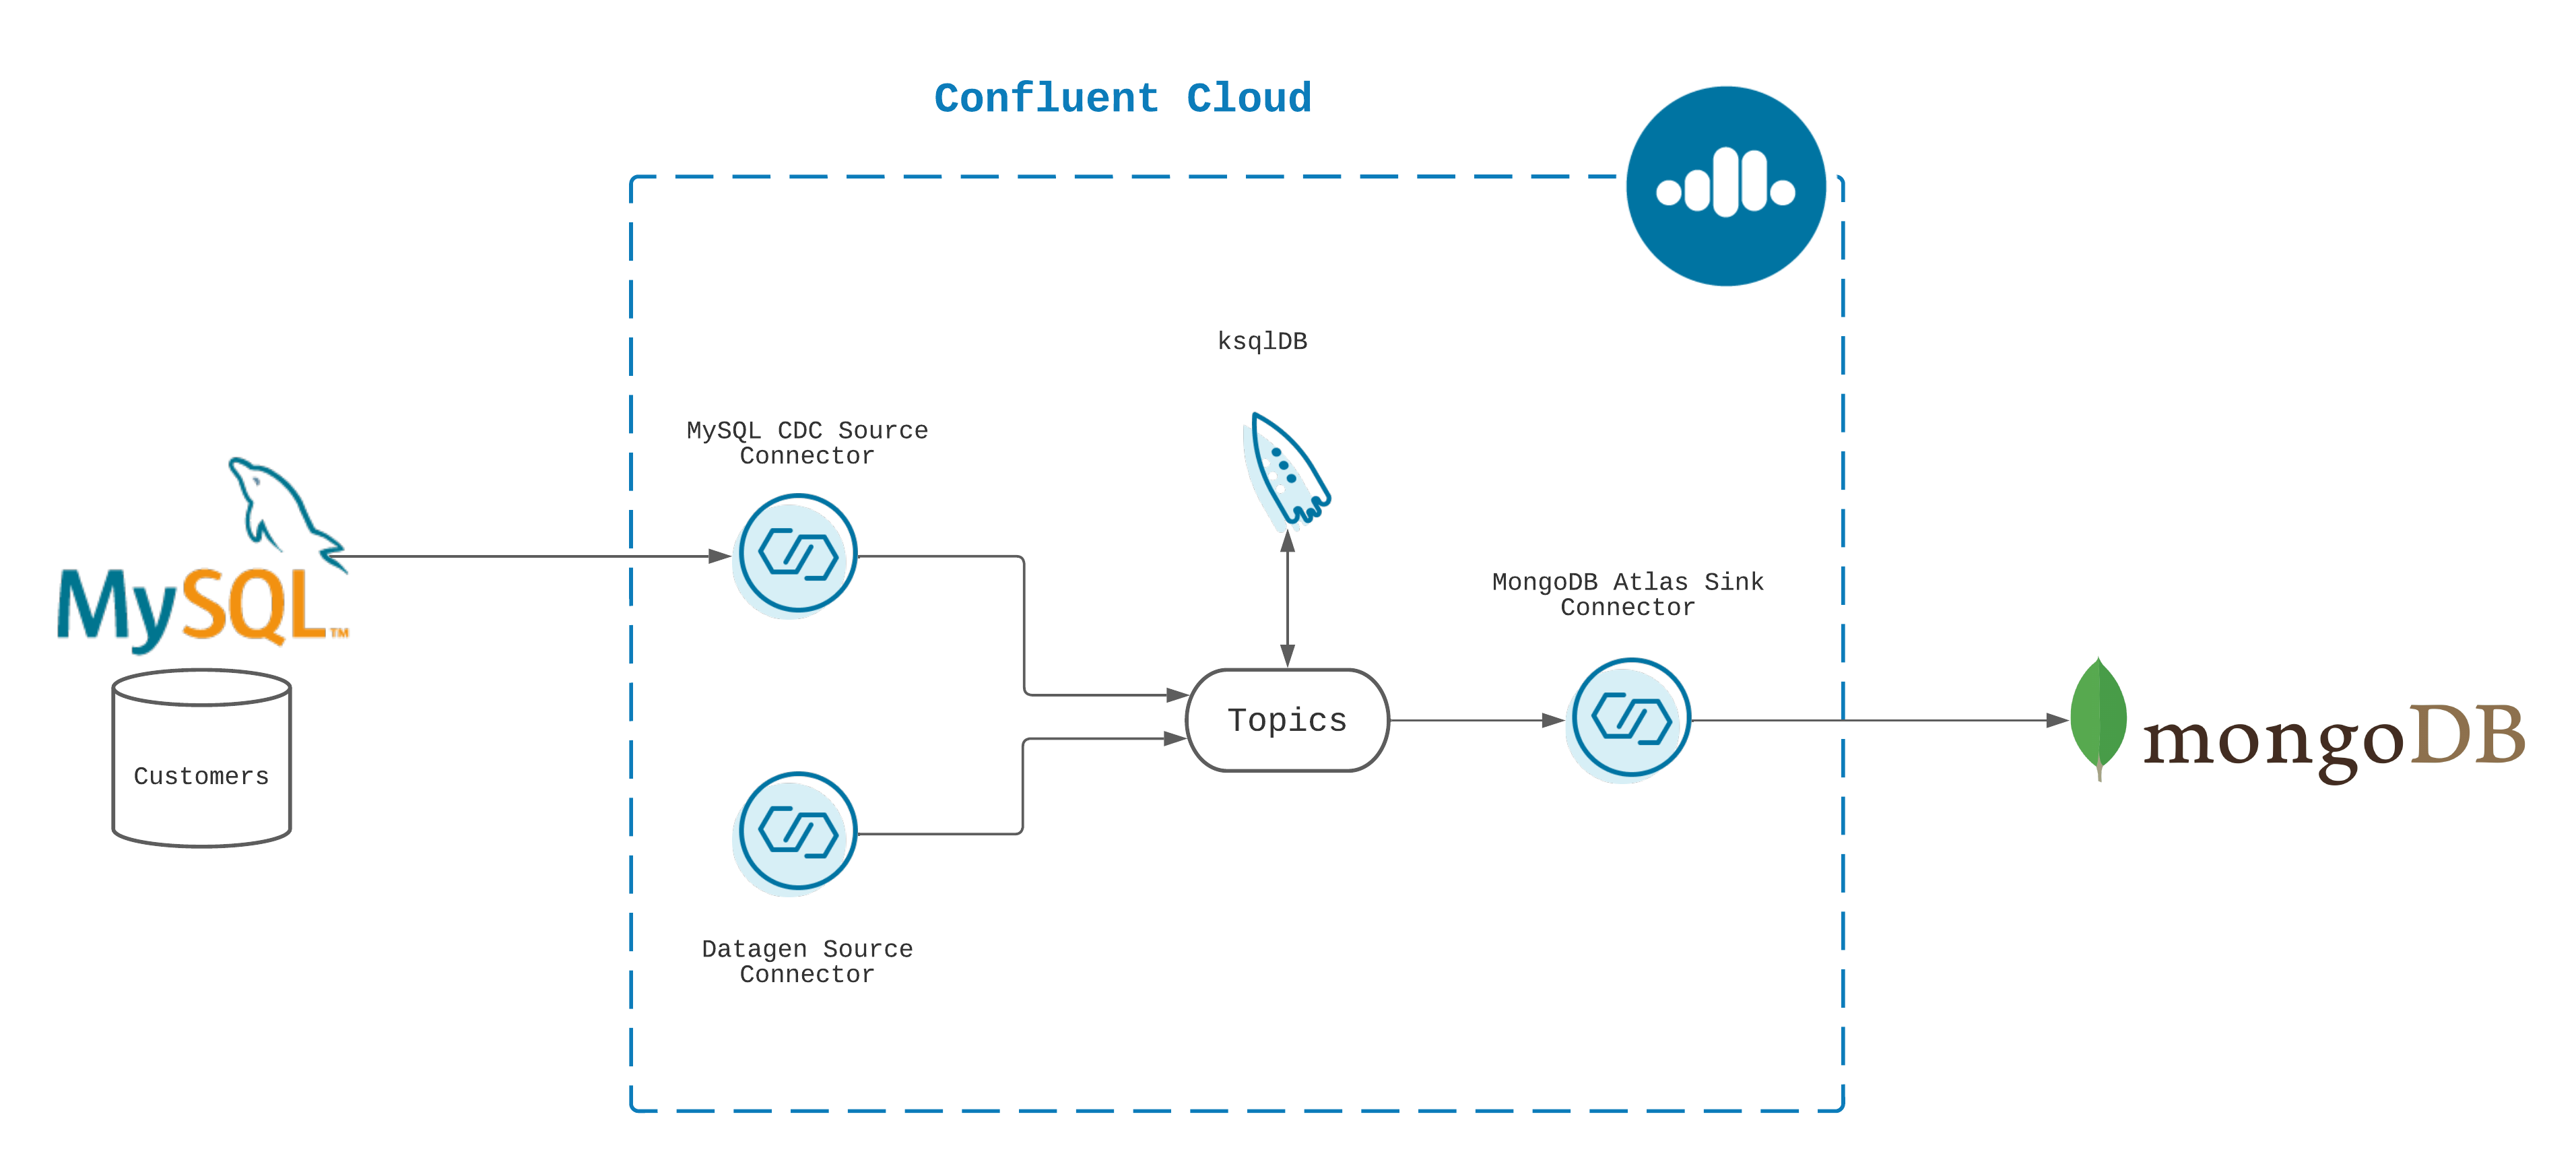 Confluent Cloud
ksqlDB
MySQL CDC Source
Connector
MySQL™
Customers
Topics
MongoDB Atlas Sink
Connector
mongoDB
Datagen Source
Connector